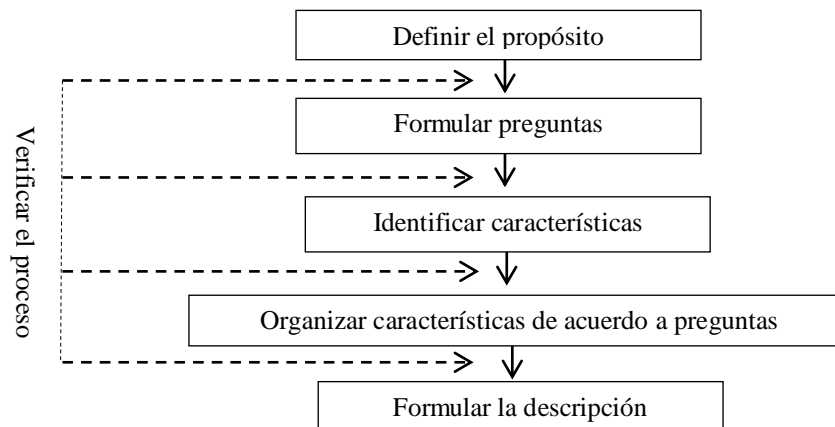 Definir el propósito
Formular preguntas
Identificar características
Organizar características de acuerdo a preguntas
Formular la descripción
Verificar el proceso